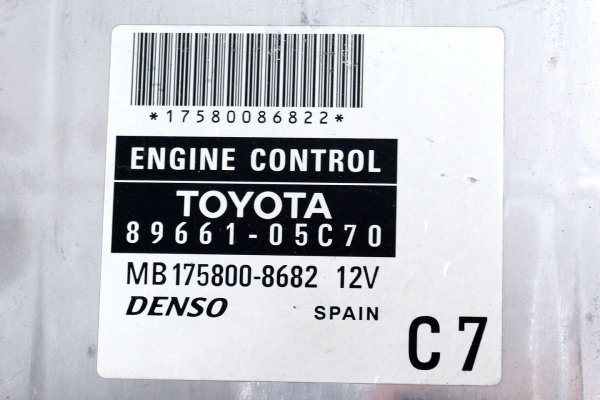 *17580086822*
ENGINE CONTROL
TOYOTA
89661-05C70
MB175800-8682 12V
DENSO SPAIN
C7